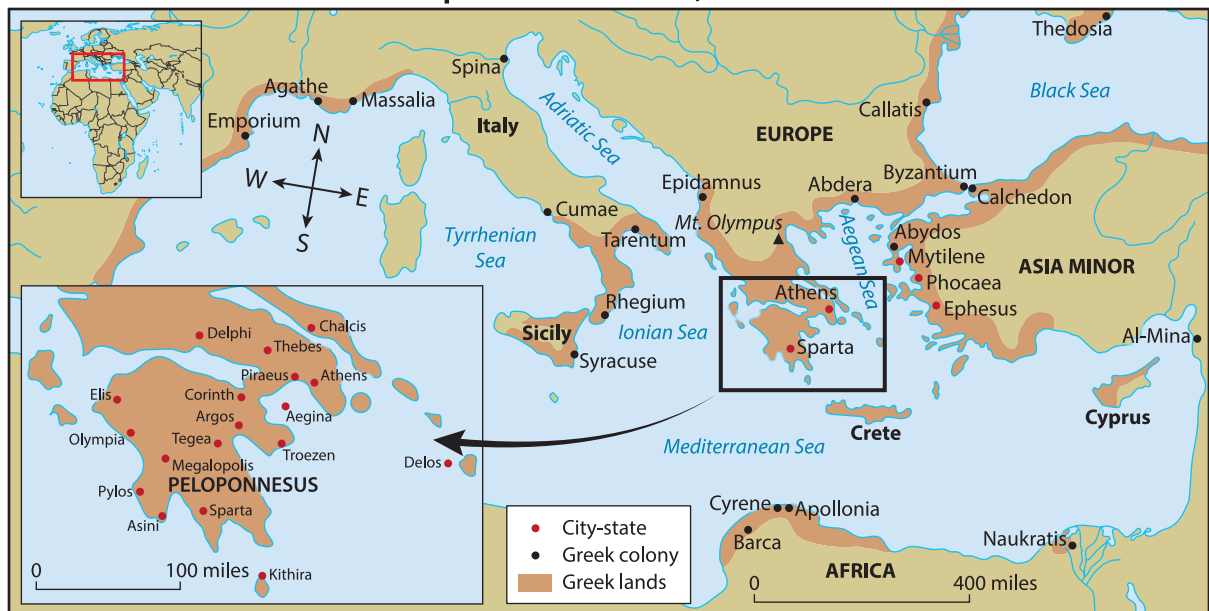 Thedosia
Spina
Agathe
Massalia
Emporium
Italy
Adriatic Sea
EUROPE
Callatis
Black Sea
N
W
E
S
Epidamnus
Abdera
Byzantium
Calchedon
Cumae
Mt. Olympus
Tarentum
Aegean Sea
Abydos
Mytilene
Tyrrhenian
Sea
ASIA MINOR
Phocaea
Athens
Ephesus
Rhegium
Ionian Sea
Sicily
Syracuse
Sparta
Al-Mina
Crete
Cyprus
Mediterranean Sea
Cyrene
Apollonia
Barca
Naukratis
AFRICA
0
400 miles
City-state
Greek colony
Greek lands
Delphi
Chalcis
Thebes
Piraeus
Athens
Elis
Corinth
Argos
Aegina
Olympia
Tegea
Troezen
Megalopolis
Delos
PELOPONNESUS
Pylos
Asini
Sparta
0
100 miles
Kithira